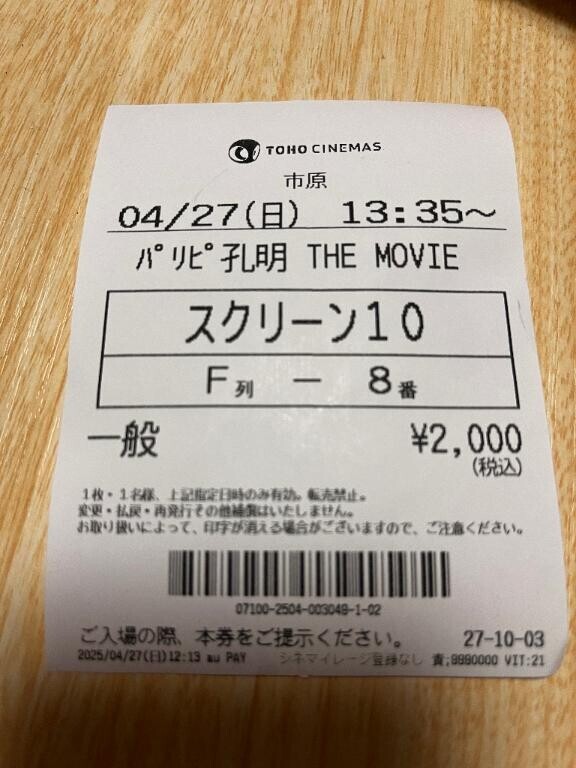 TOHO CINEMAS
市原
04/27(日) 13:35～
パリピ孔明 THE MOVIE
スクリーン10
F列 － 8番
一般 ¥2,000
(税込)
1枚・1名様、上記指定日時のみ有効。転売禁止。
変更・払戻・再発行その他補償はいたしません。
お取り扱いによって、印字が消える場合がございますので、ご注意ください。
07100-2504-003049-1-02
ご入場の際、本券をご提示ください。 27-10-03
2025/04/27(日)12:13 au PAY シネマイレージ登録なし 責;9990000 VIT:21